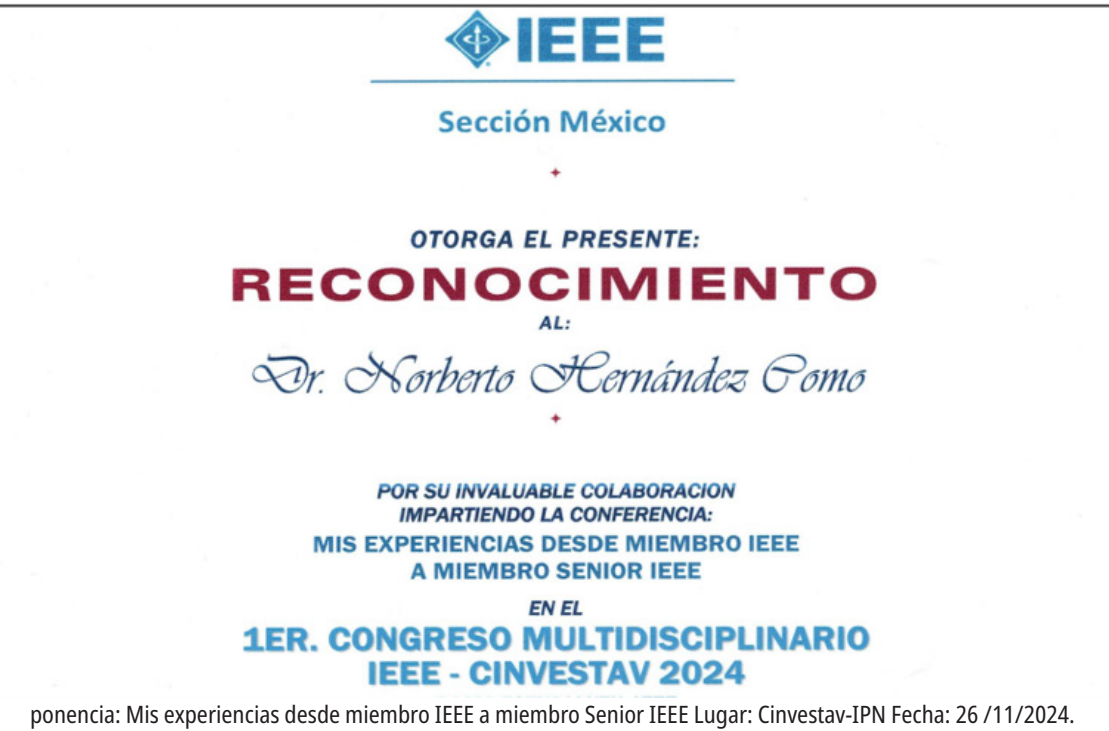 IEEE
Sección México
OTORGA EL PRESENTE:
RECONOCIMIENTO
AL:
Dr. Norberto Hernández Como
POR SU INVALUABLE COLABORACION
IMPARTIENDO LA CONFERENCIA:
MIS EXPERIENCIAS DESDE MIEMBRO IEEE
A MIEMBRO SENIOR IEEE
EN EL
1ER. CONGRESO MULTIDISCIPLINARIO
IEEE - CINVESTAV 2024
ponencia: Mis experiencias desde miembro IEEE a miembro Senior IEEE Lugar: Cinvestav-IPN Fecha: 26 /11/2024.